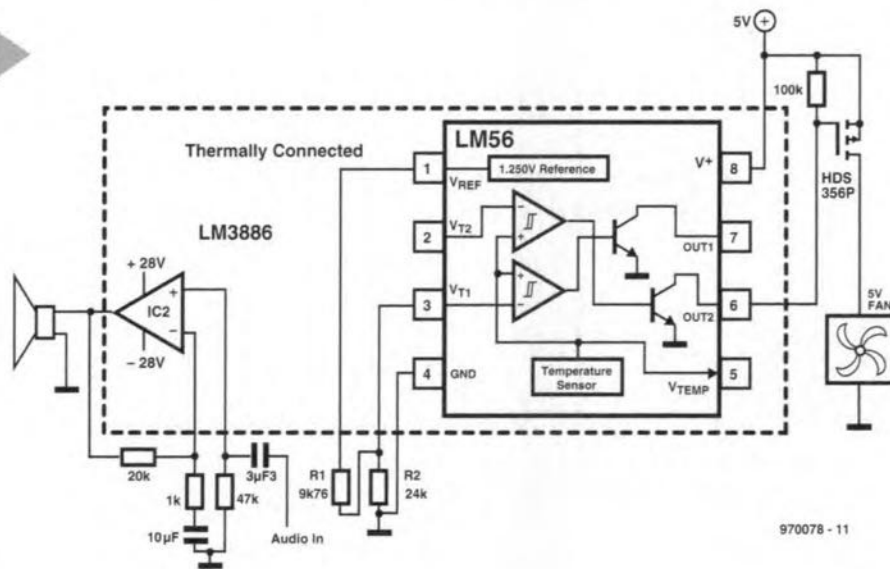 5V
100k
HDS
356P
5V
FAN
Thermally Connected
LM3886
LM56
1.250V Reference
V+
1
VREF
8
2
VT2
OUT1
7
3
VT1
OUT2
6
4
GND
Temperature
Sensor
VTEMP
5
+ 28V
IC2
+
−
− 28V
20k
1k
47k
3µF3
10µF
Audio In
R1
9k76
R2
24k
970078 - 11